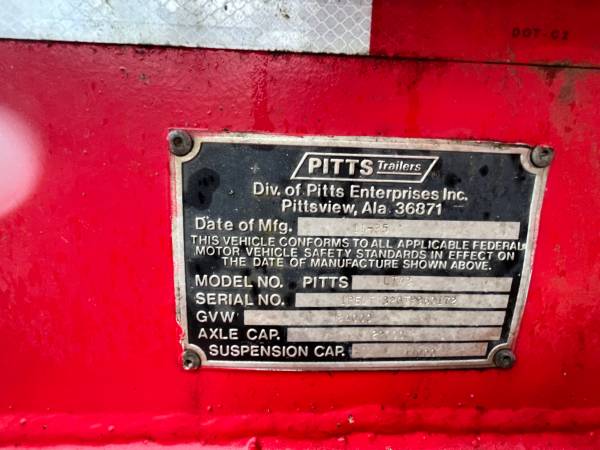 DOT-C2
PITTS Trailers
Div. of Pitts Enterprises Inc.
Pittsview, Ala. 36871
Date of Mfg.
THIS VEHICLE CONFORMS TO ALL APPLICABLE FEDERAL
MOTOR VEHICLE SAFETY STANDARDS IN EFFECT ON
THE DATE OF MANUFACTURE SHOWN ABOVE.
MODEL NO. PITTS
SERIAL NO.
GVW
AXLE CAP.
SUSPENSION CAP.